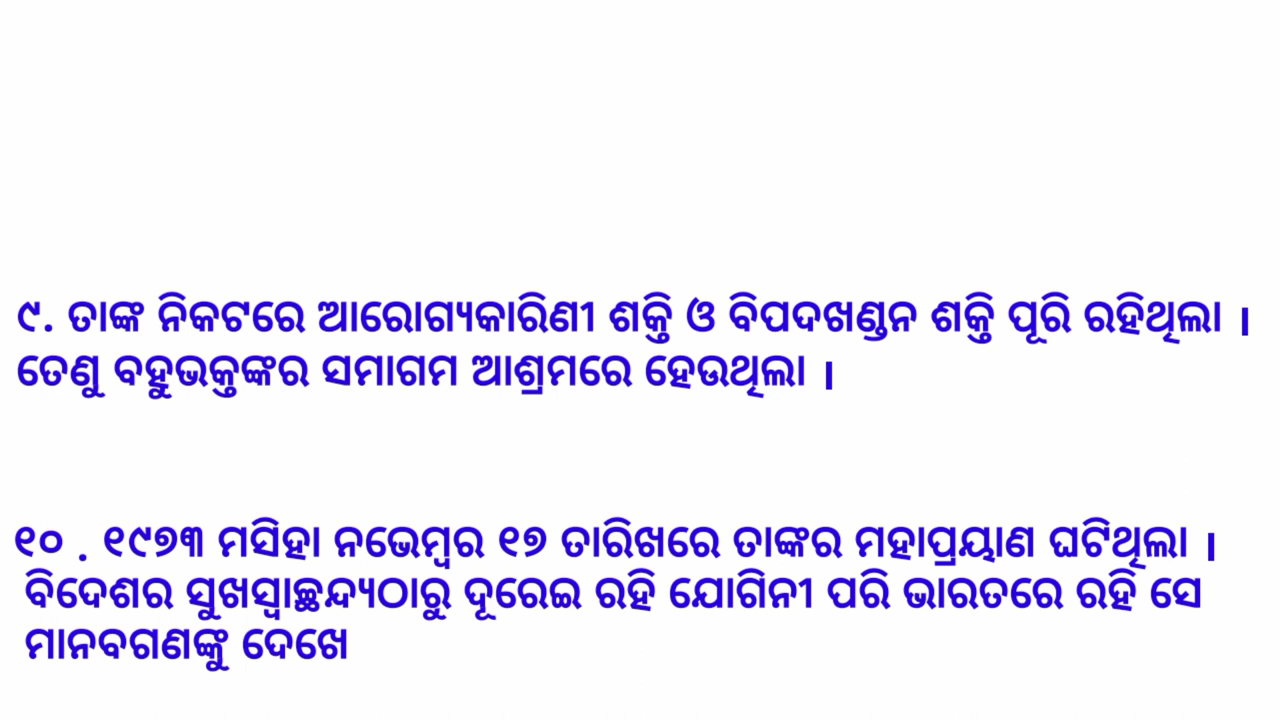 ୯. ତାଙ୍କ ନିକଟରେ ଆରୋଗ୍ୟକାରିଣୀ ଶକ୍ତି ଓ ବିପଦଖଣ୍ଡନ ଶକ୍ତି ପୂରି ରହିଥିଲା ।
ତେଣୁ ବହୁଭକ୍ତଙ୍କର ସମାଗମ ଆଶ୍ରମରେ ହେଉଥିଲା ।
୧୦ . ୧୯୭୩ ମସିହା ନଭେମ୍ବର ୧୭ ତାରିଖରେ ତାଙ୍କର ମହାପ୍ରୟାଣ ଘଟିଥିଲା ।
ବିଦେଶର ସୁଖସ୍ୱାଚ୍ଛନ୍ଦ୍ୟଠାରୁ ଦୂରେଇ ରହି ଯୋଗିନୀ ପରି ଭାରତରେ ରହି ସେ
ମାନବଗଣଙ୍କୁ ଦେଖେ